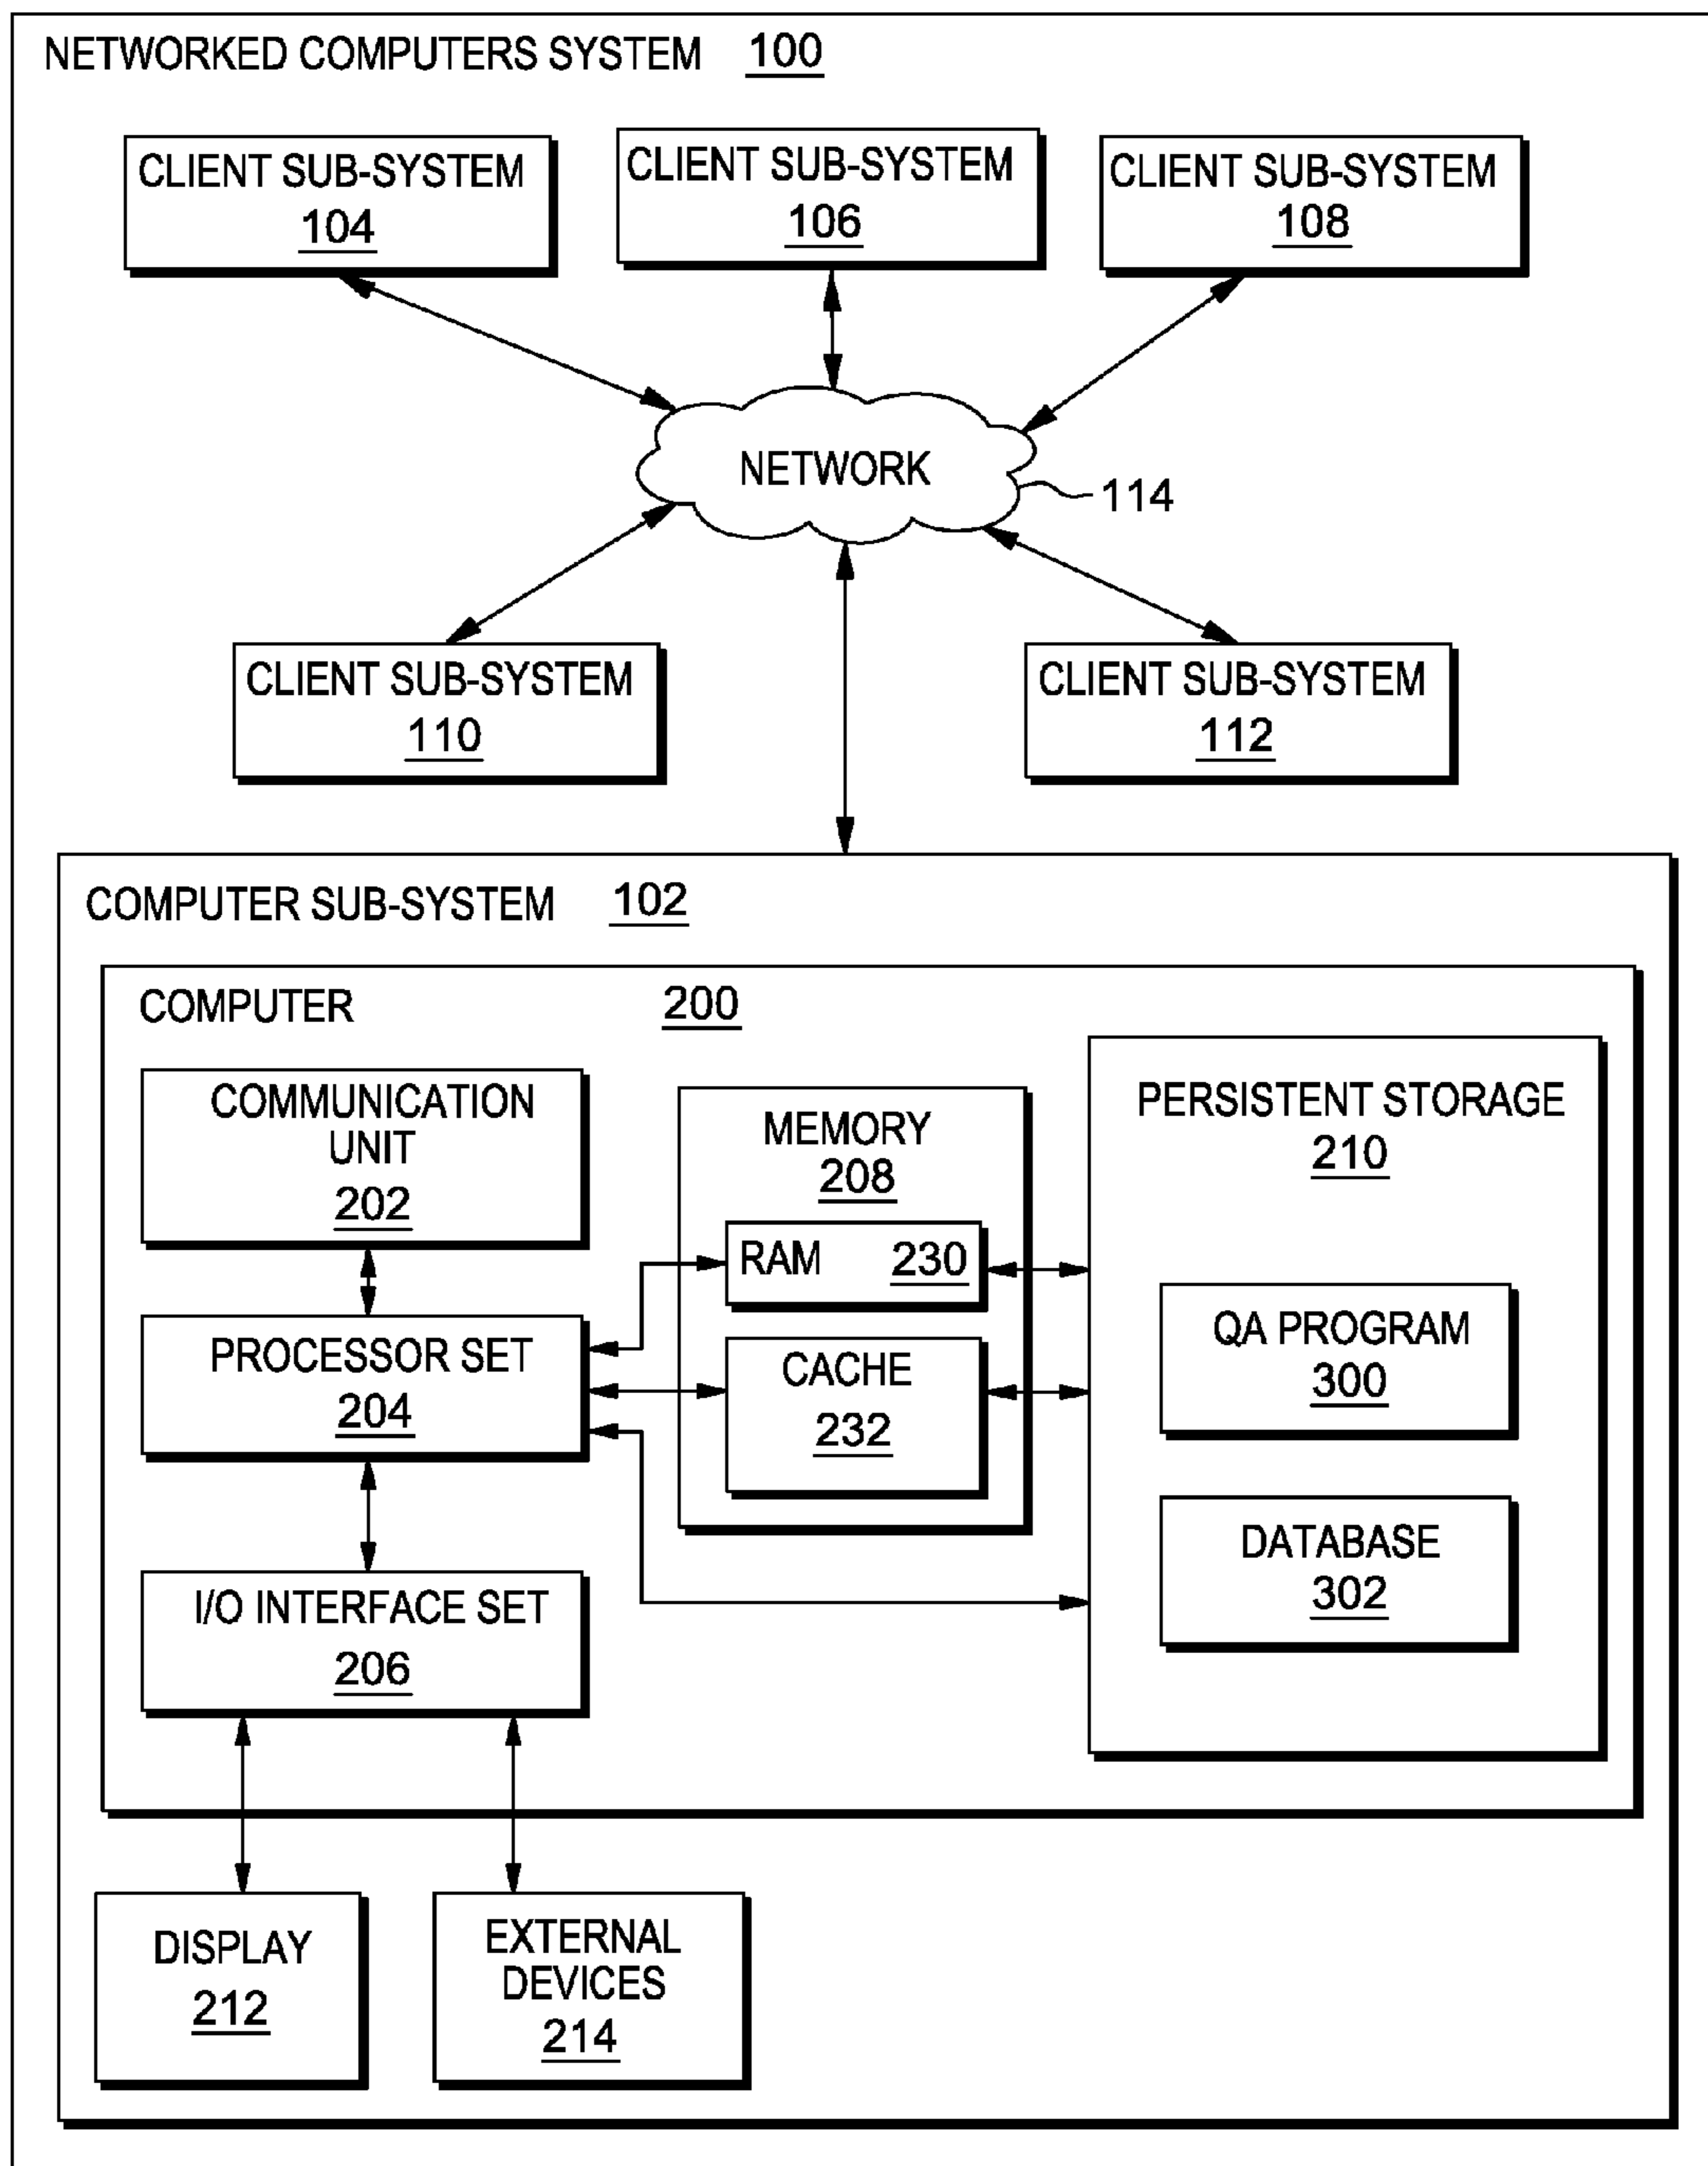 NETWORKED COMPUTERS SYSTEM 100
CLIENT SUB-SYSTEM
104
CLIENT SUB-SYSTEM
106
CLIENT SUB-SYSTEM
108
NETWORK
114
CLIENT SUB-SYSTEM
110
CLIENT SUB-SYSTEM
112
COMPUTER SUB-SYSTEM 102
COMPUTER 200
COMMUNICATION
UNIT
202
PROCESSOR SET
204
I/O INTERFACE SET
206
MEMORY
208
RAM 230
CACHE
232
PERSISTENT STORAGE
210
QA PROGRAM
300
DATABASE
302
DISPLAY
212
EXTERNAL
DEVICES
214